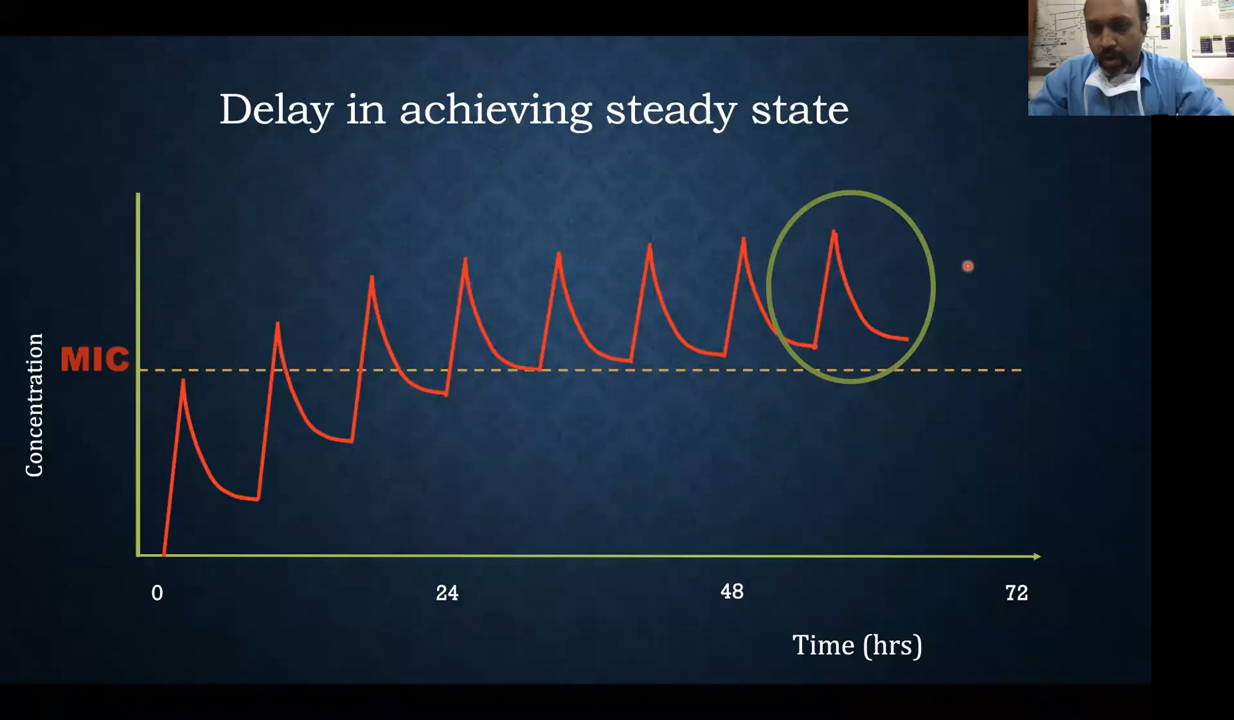 Delay in achieving steady state
MIC
Concentration
0 24 48 72
Time (hrs)